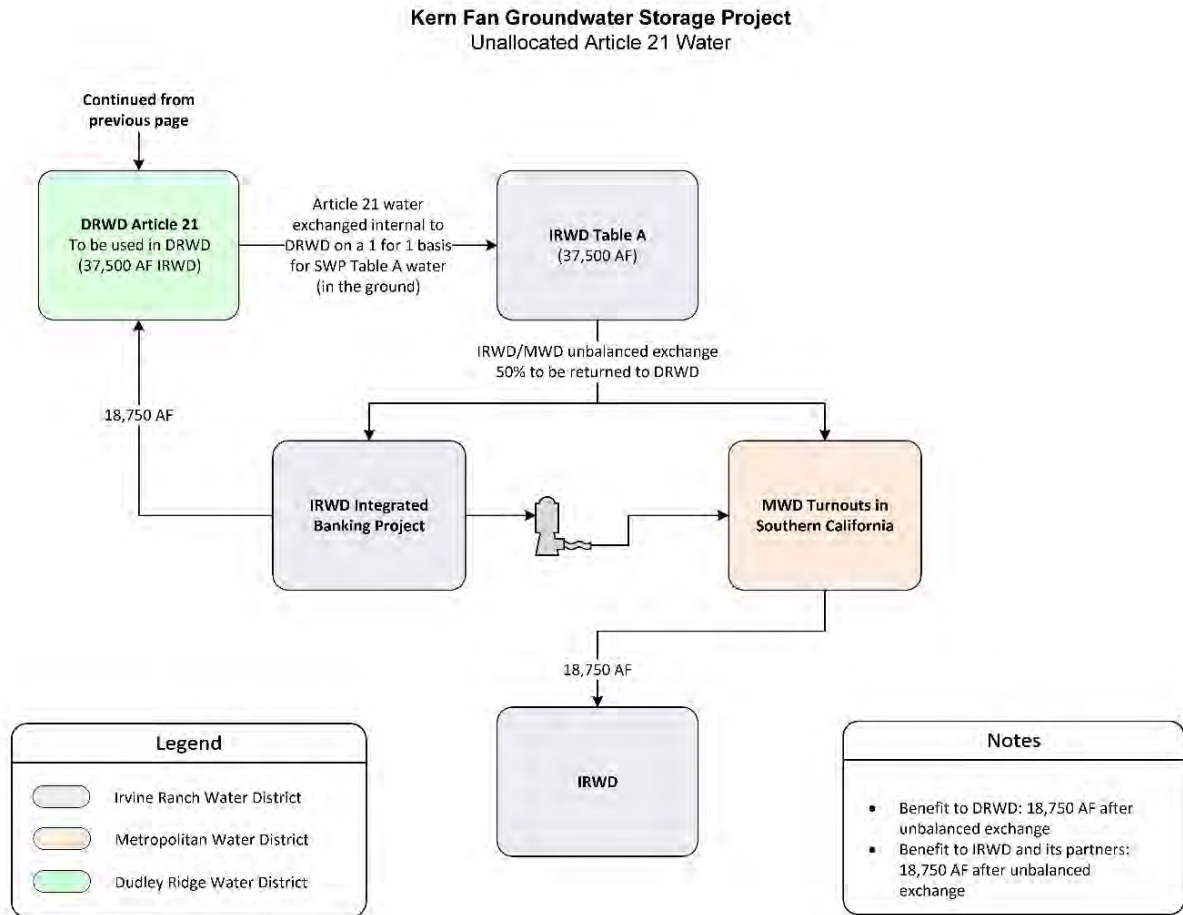 Kern Fan Groundwater Storage Project
Unallocated Article 21 Water
Continued from
previous page
DRWD Article 21
To be used in DRWD
(37,500 AF IRWD)
Article 21 water
exchanged internal to
DRWD on a 1 for 1 basis
for SWP Table A water
(in the ground)
IRWD Table A
(37,500 AF)
IRWD/MWD unbalanced exchange
50% to be returned to DRWD
18,750 AF
IRWD Integrated
Banking Project
MWD Turnouts in
Southern California
18,750 AF
IRWD
Legend
Irvine Ranch Water District
Metropolitan Water District
Dudley Ridge Water District
Notes
• Benefit to DRWD: 18,750 AF after
unbalanced exchange
• Benefit to IRWD and its partners:
18,750 AF after unbalanced
exchange